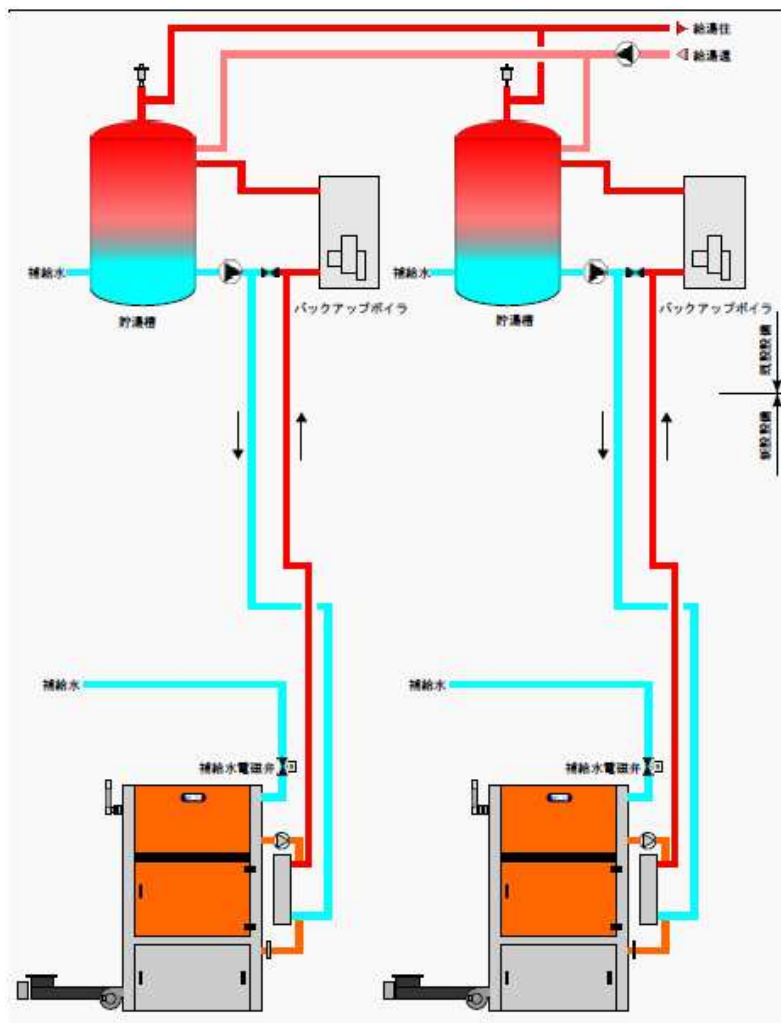 給湯往
給湯還
補給水
補給水
貯湯槽
バックアップボイラ
貯湯槽
バックアップボイラ
既設設備
新設設備
補給水
補給水
補給水電磁弁
補給水電磁弁